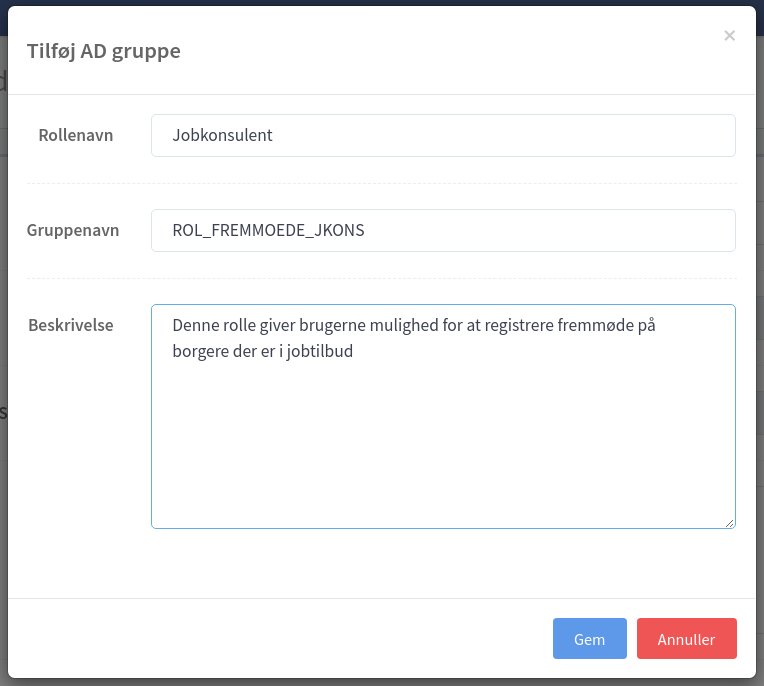 ×
Tilføj AD gruppe
Rollenavn
Jobkonsulent
Gruppenavn
ROL_FREMMOEDE_JKONS
Beskrivelse
Denne rolle giver brugerne mulighed for at registrere fremmøde på
borgere der er i jobtilbud
Gem
Annuller